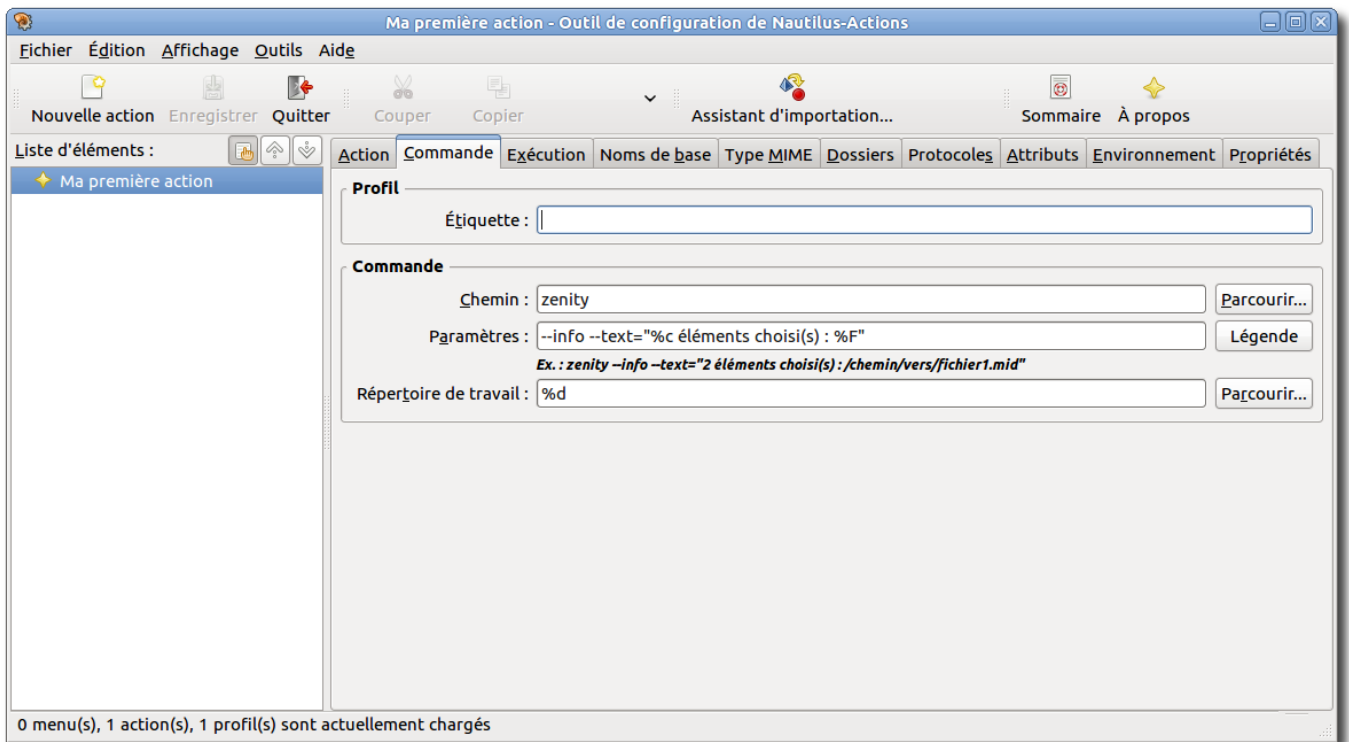 Ma première action - Outil de configuration de Nautilus-Actions
Fichier Édition Affichage Outils Aide
Nouvelle action Enregistrer Quitter Couper Copier Assistant d'importation... Sommaire À propos
Liste d'éléments :
Action Commande Exécution Noms de base Type MIME Dossiers Protocoles Attributs Environnement Propriétés
Ma première action
Profil
Étiquette :
Commande
Chemin : zenity Parcourir...
Paramètres : --info --text="%c éléments choisi(s) : %F" Légende
Ex. : zenity --info --text="2 éléments choisi(s) : /chemin/vers/fichier1.mid"
Répertoire de travail : %d Parcourir...
0 menu(s), 1 action(s), 1 profil(s) sont actuellement chargés